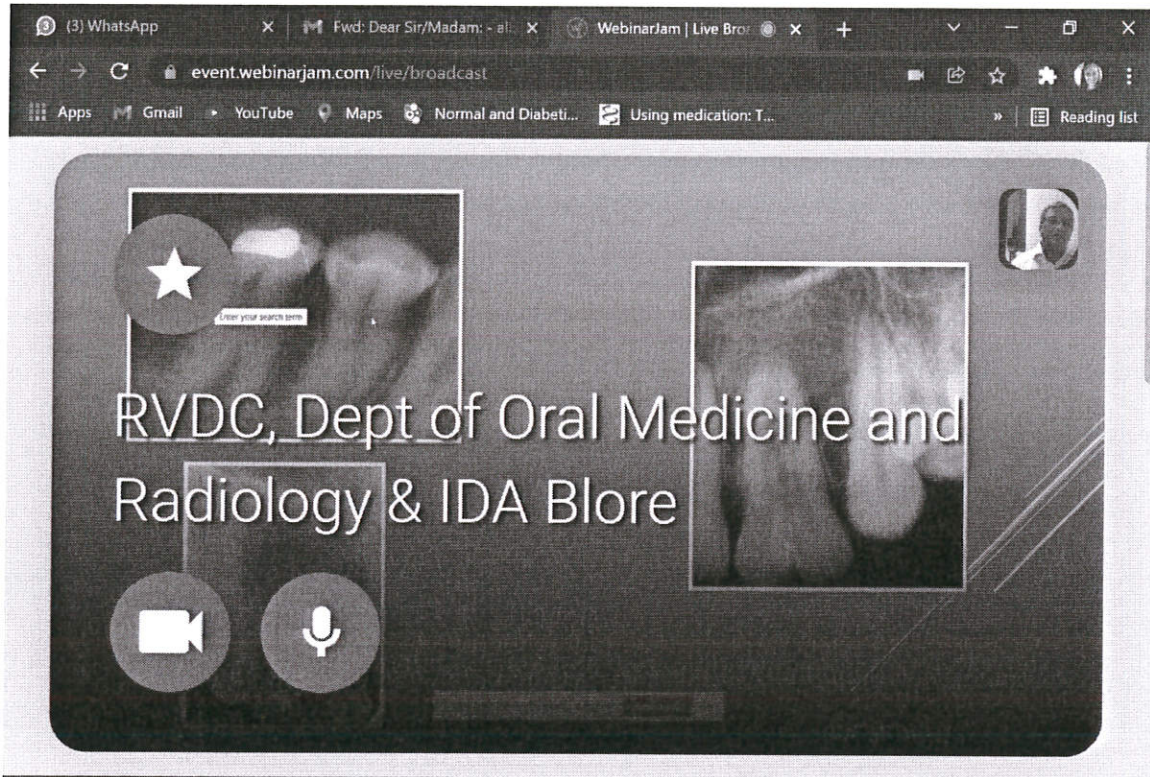 (3) WhatsApp
Fwd: Dear Sir/Madam: - al
WebinarJam | Live Bro
event.webinarjam.com/live/broadcast
Apps
Gmail
YouTube
Maps
Normal and Diabeti...
Using medication: T...
»
Reading list
Enter your search term
RVDC, Dept of Oral Medicine and
Radiology & IDA Blore